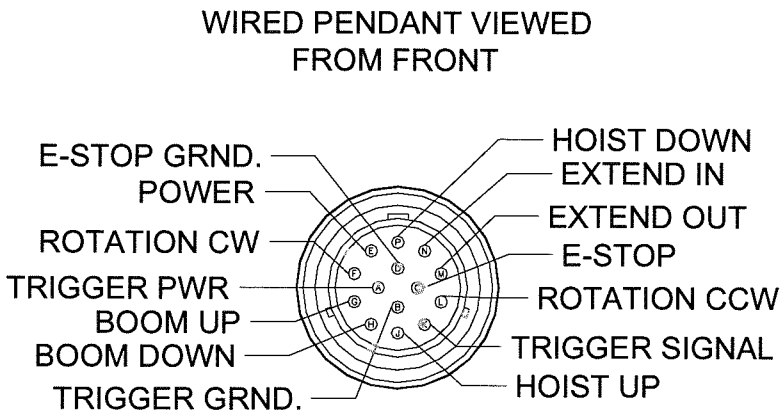 WIRED PENDANT VIEWED
FROM FRONT
E-STOP GRND.
POWER
ROTATION CW
TRIGGER PWR
BOOM UP
BOOM DOWN
TRIGGER GRND.
HOIST DOWN
EXTEND IN
EXTEND OUT
E-STOP
ROTATION CCW
TRIGGER SIGNAL
HOIST UP
P
E
N
D
F
M
A
C
G
B
L
H
K
J